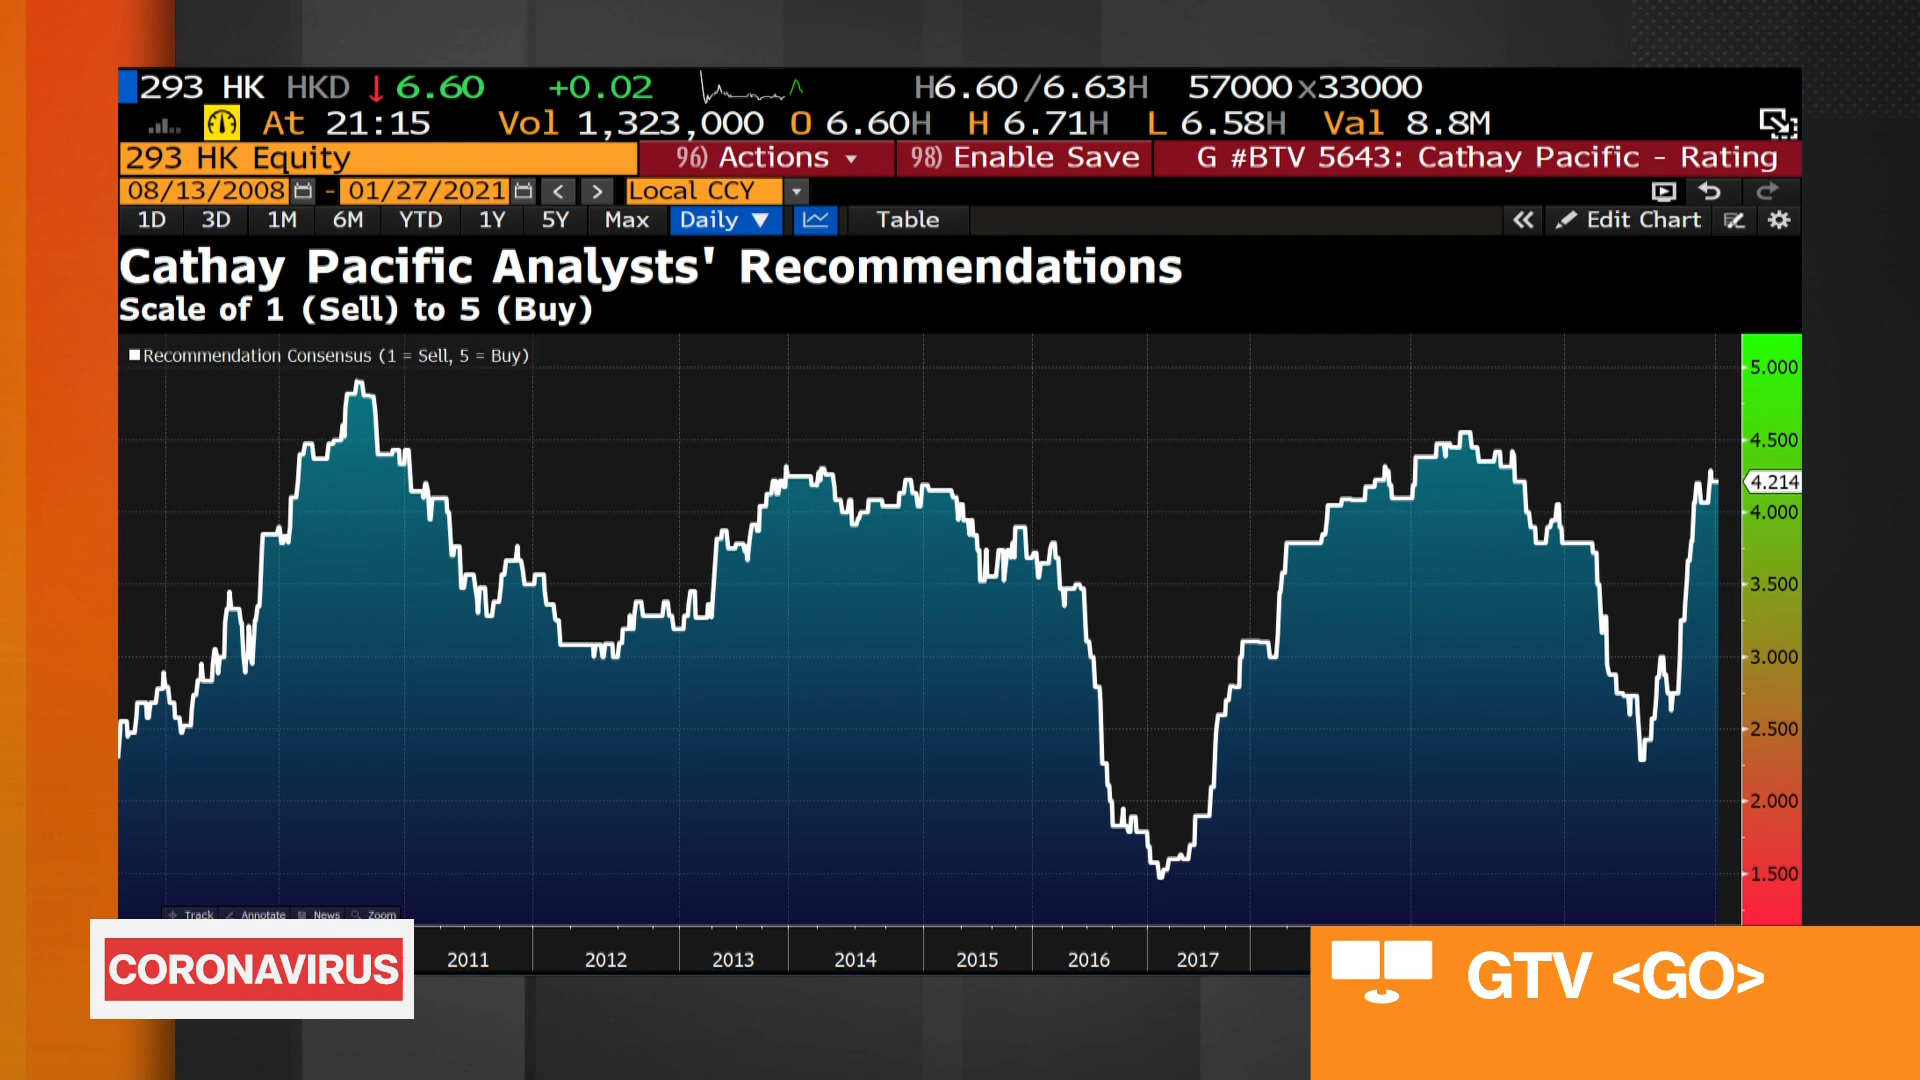 293 HK HKD ↓6.60 +0.02 H6.60/6.63H 57000x33000
At 21:15 Vol 1,323,000 O 6.60H H 6.71H L 6.58H Val 8.8M
293 HK Equity 96) Actions 98) Enable Save G #BTV 5643: Cathay Pacific - Rating
08/13/2008 - 01/27/2021 < > Local CCY
1D 3D 1M 6M YTD 1Y 5Y Max Daily ▼ Table « Edit Chart
Cathay Pacific Analysts' Recommendations
Scale of 1 (Sell) to 5 (Buy)
Recommendation Consensus (1 = Sell, 5 = Buy)
5.000
4.500
4.214
4.000
3.500
3.000
2.500
2.000
1.500
Track Annotate News Zoom
2011 2012 2013 2014 2015 2016 2017
CORONAVIRUS
GTV <GO>